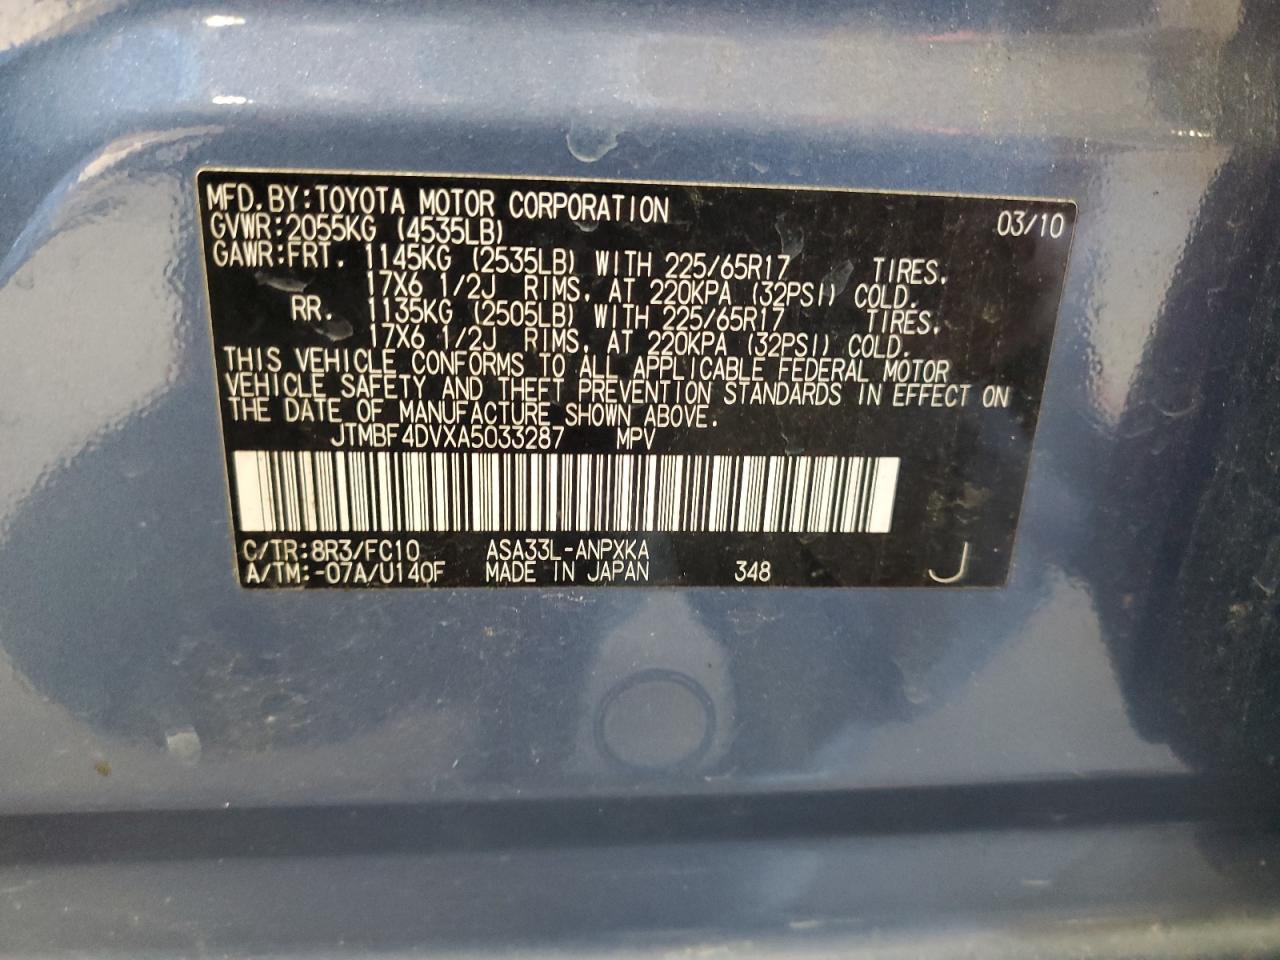 MFD.BY:TOYOTA MOTOR CORPORATION 03/10
GVWR:2055KG (4535LB)
GAWR:FRT. 1145KG (2535LB) WITH 225/65R17 TIRES.
17X6 1/2J RIMS, AT 220KPA (32PSI) COLD.
RR. 1135KG (2505LB) WITH 225/65R17 TIRES,
17X6 1/2J RIMS, AT 220KPA (32PSI) COLD.
THIS VEHICLE CONFORMS TO ALL APPLICABLE FEDERAL MOTOR
VEHICLE SAFETY AND THEFT PREVENTION STANDARDS IN EFFECT ON
THE DATE OF MANUFACTURE SHOWN ABOVE.
JTMBF4DVXA5033287 MPV
C/TR:8R3/FC10 ASA33L-ANPXKA
A/TM:-07A/U140F MADE IN JAPAN 348 J